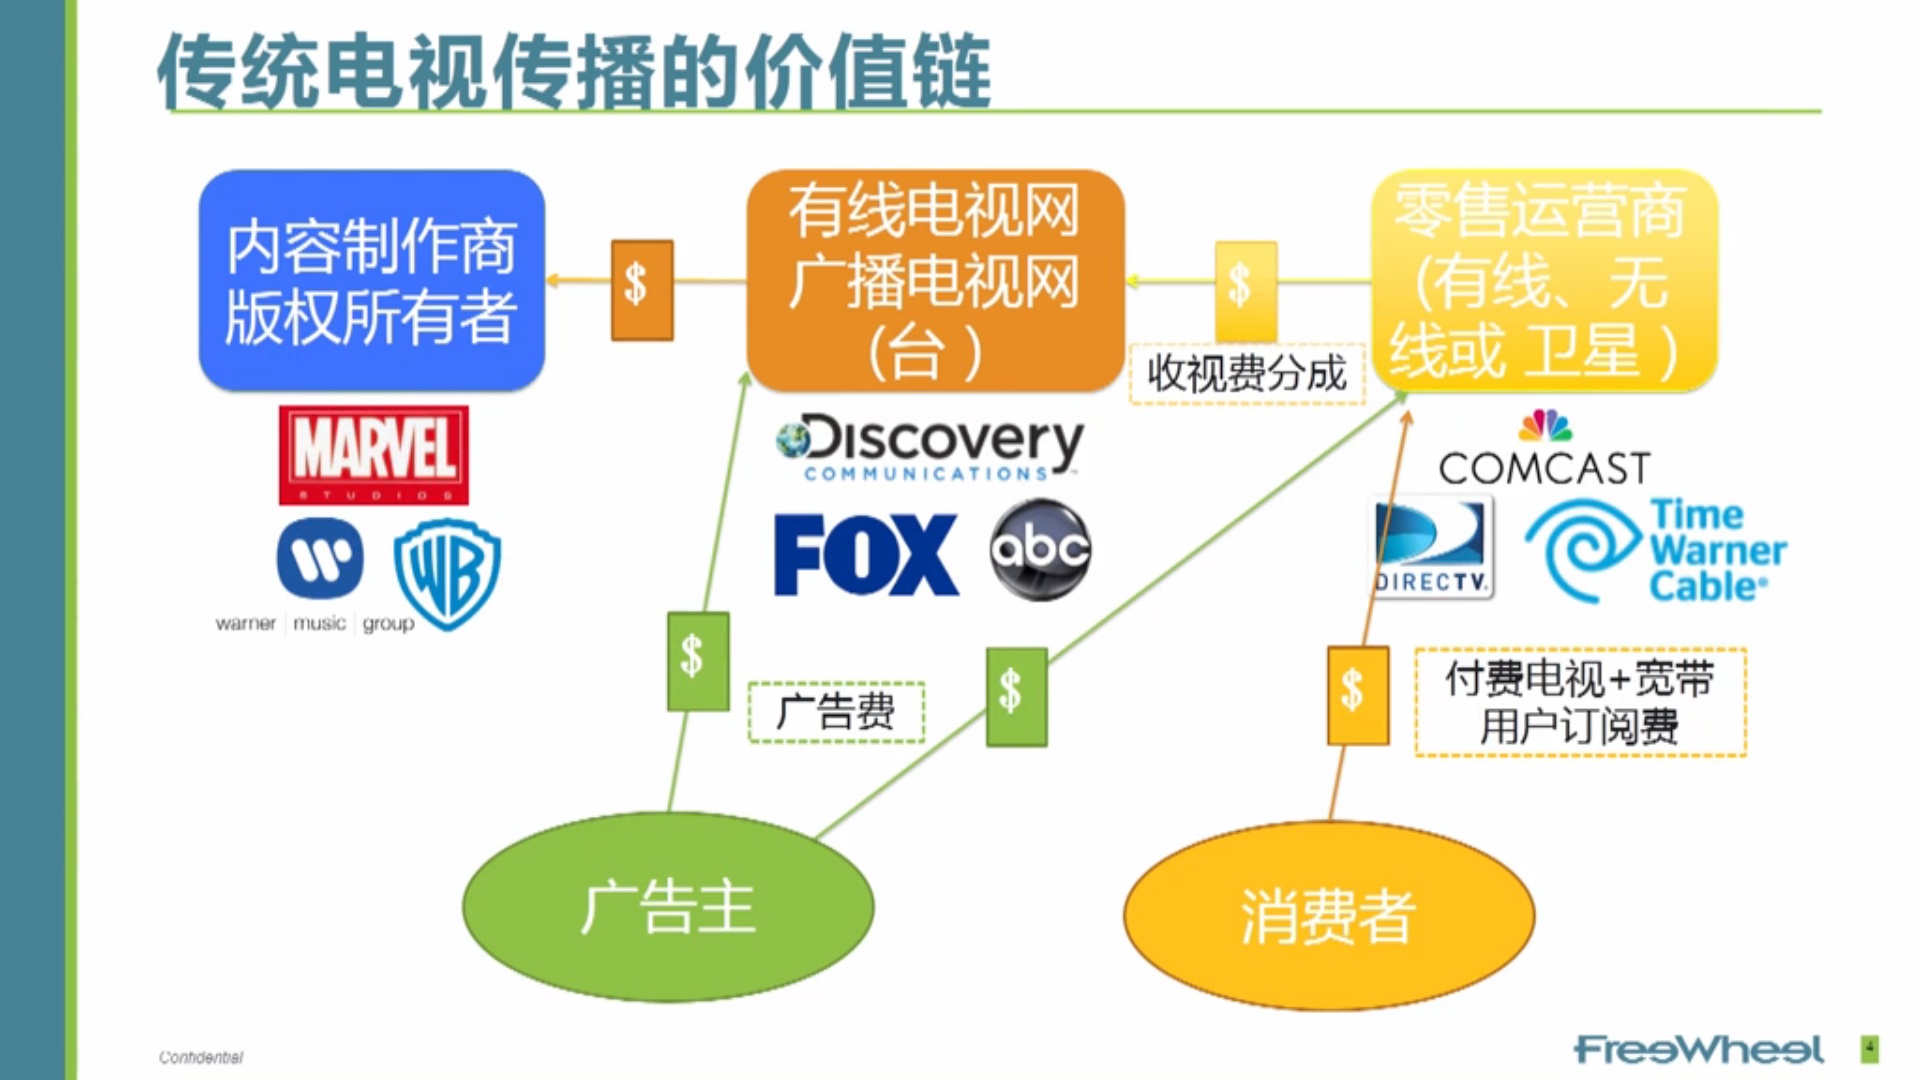 传统电视传播的价值链
内容制作商
版权所有者
$
有线电视网
广播电视网
(台 )
$
收视费分成
零售运营商
(有线、无
线或 卫星 )
MARVEL
STUDIOS
warner music group
WB
Discovery
COMMUNICATIONS
FOX
abc
COMCAST
DIRECTV
Time
Warner
Cable
$
广告费
$
$
付费电视+宽带
用户订阅费
广告主
消费者
Confidential
FreeWheel
4